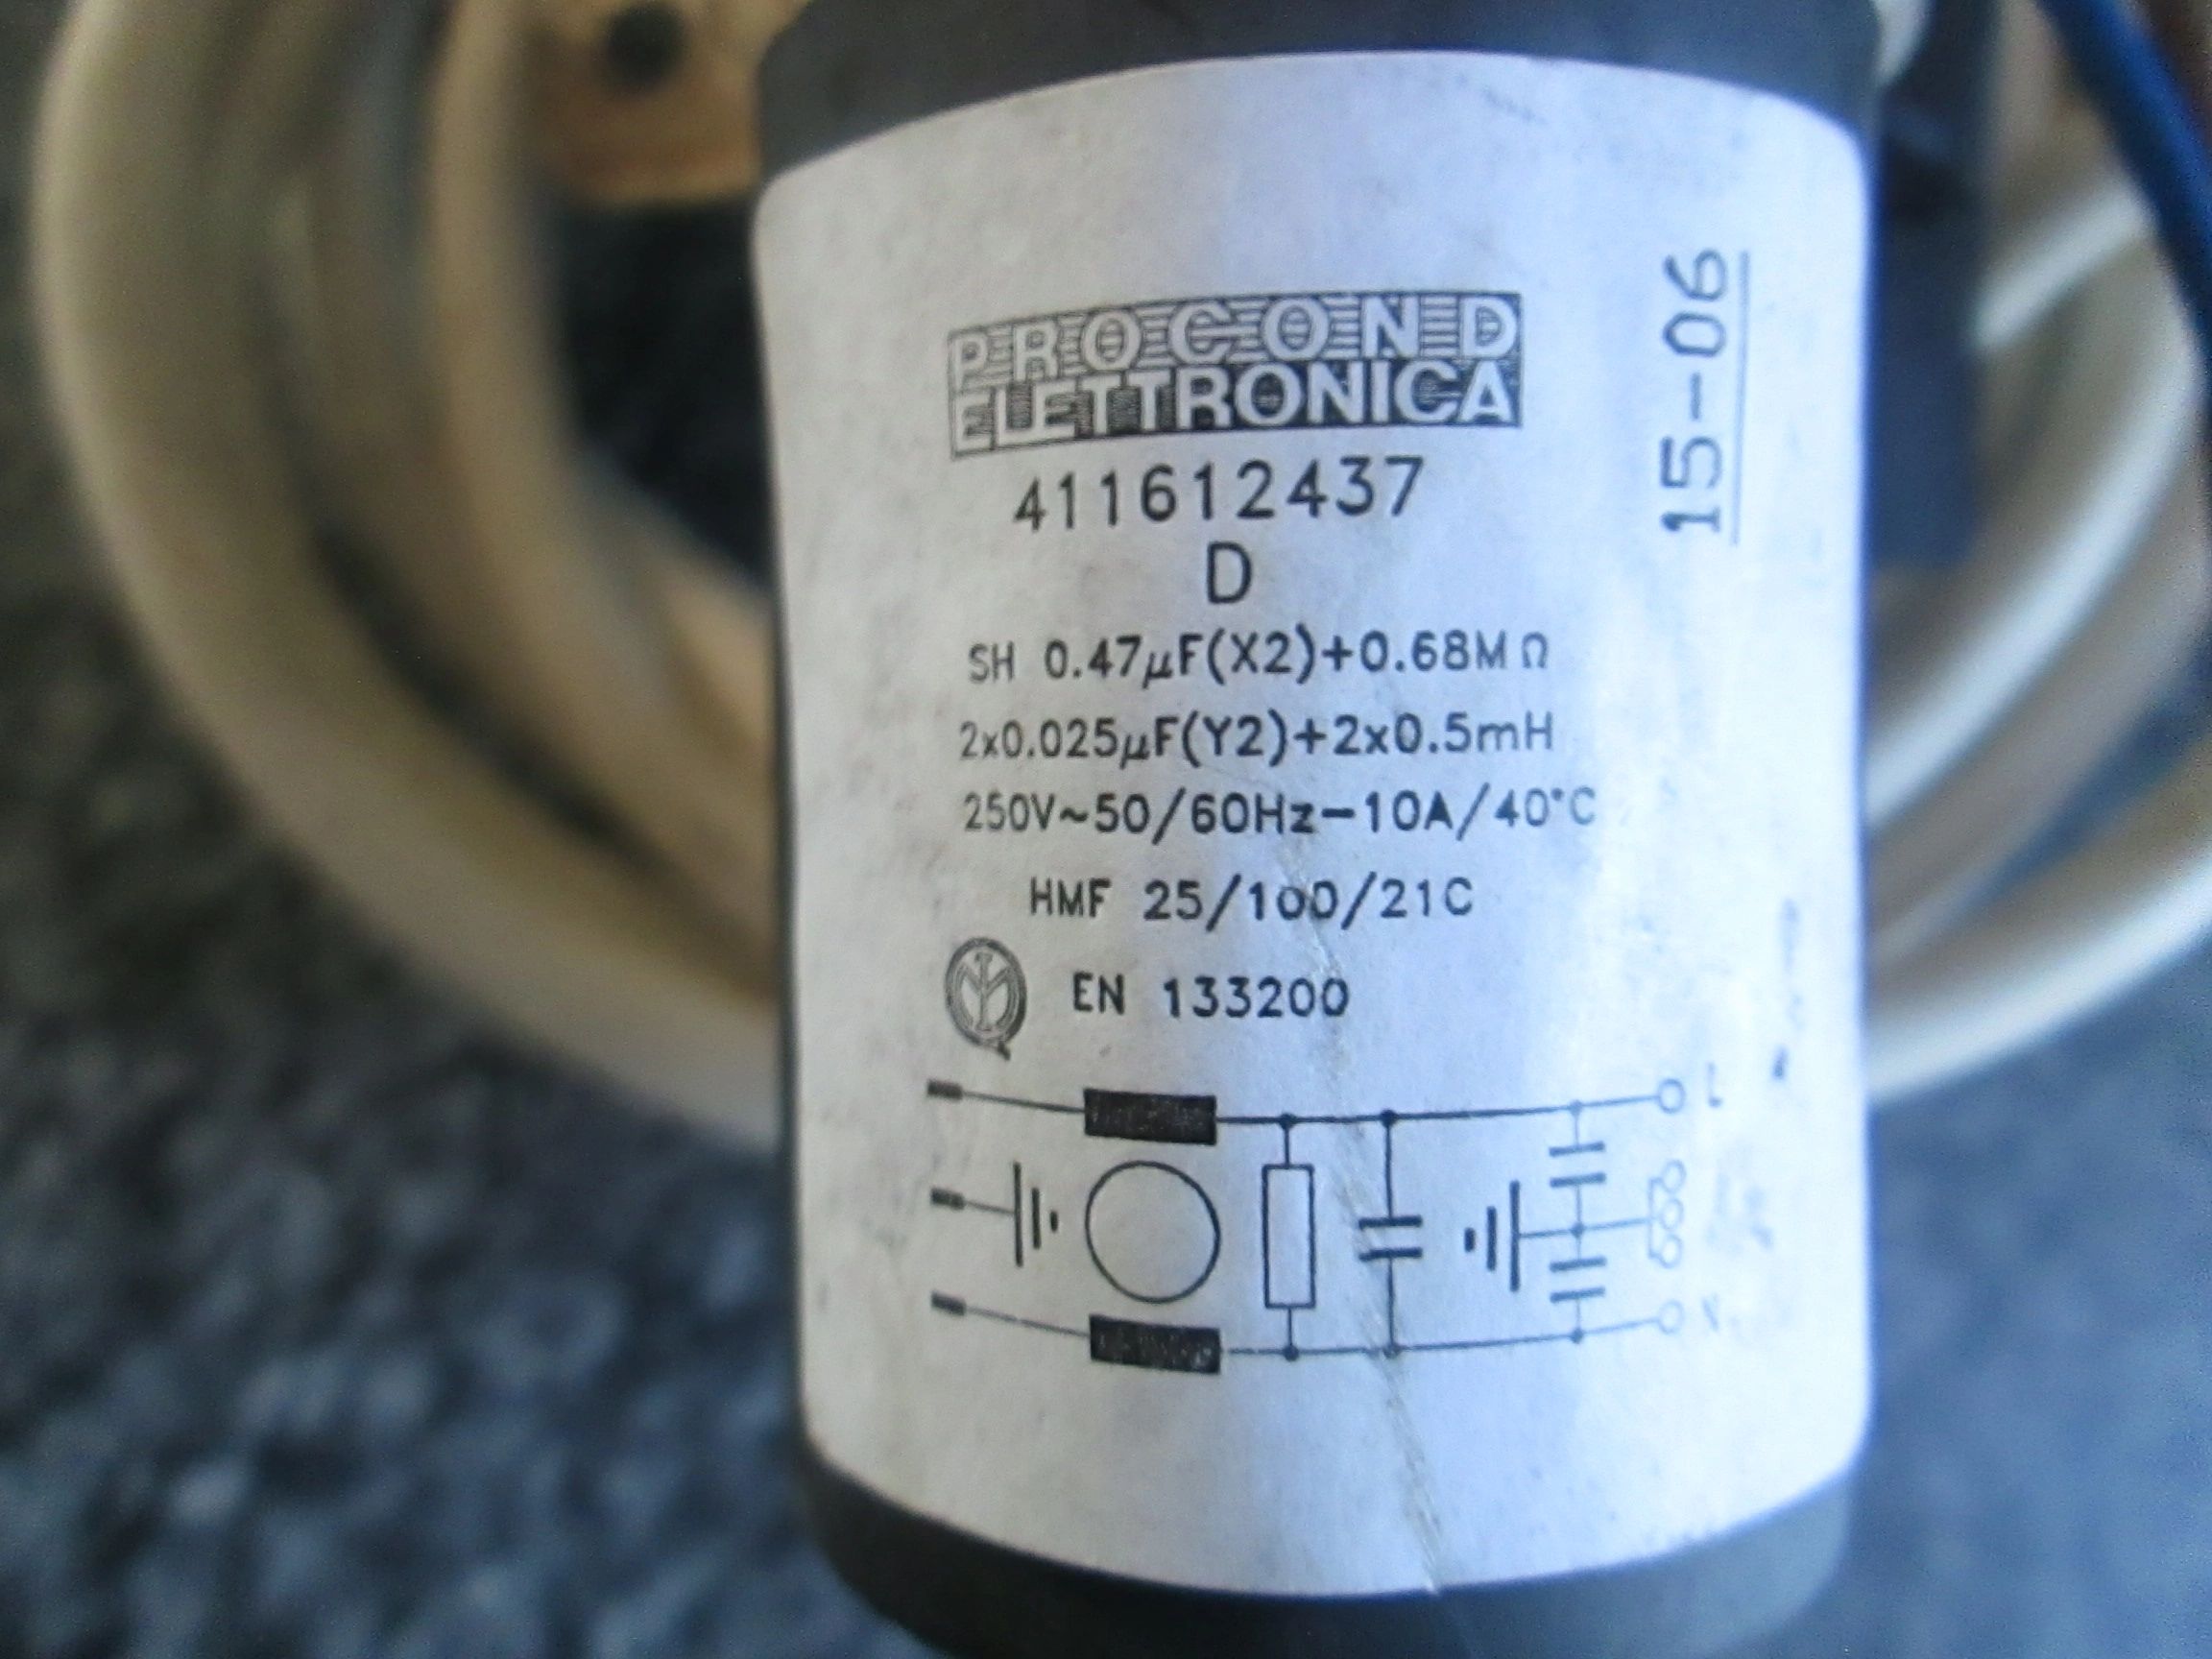 PROCOND
ELETTRONICA
411612437
D
SH 0.47µF(X2)+0.68MΩ
2x0.025µF(Y2)+2x0.5mH
250V~50/60Hz-10A/40°C
HMF 25/100/21C
EN 133200
L
15-06